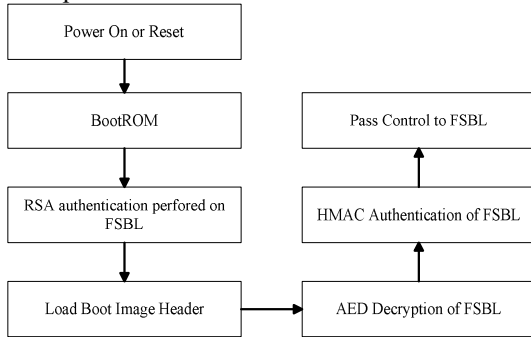 Power On or Reset
BootROM
RSA authentication perfored on
FSBL
Load Boot Image Header
AED Decryption of FSBL
HMAC Authentication of FSBL
Pass Control to FSBL